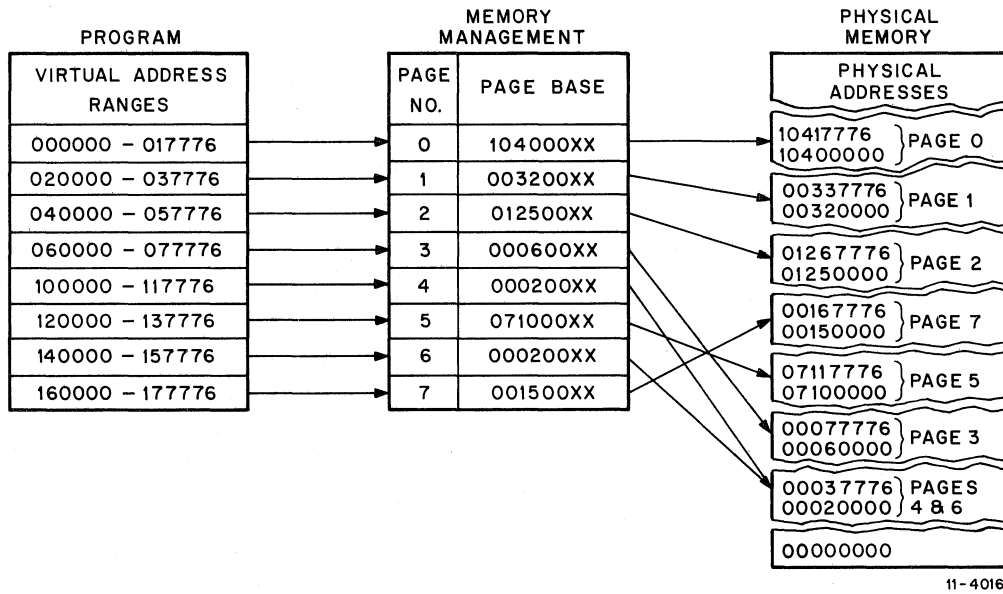 PROGRAM
VIRTUAL ADDRESS
RANGES
000000 - 017776
020000 - 037776
040000 - 057776
060000 - 077776
100000 - 117776
120000 - 137776
140000 - 157776
160000 - 177776
MEMORY
MANAGEMENT
PAGE
NO.
PAGE BASE
0 104000XX
1 003200XX
2 012500XX
3 000600XX
4 000200XX
5 071000XX
6 000200XX
7 001500XX
PHYSICAL
MEMORY
PHYSICAL
ADDRESSES
10417776
10400000
PAGE 0
00337776
00320000
PAGE 1
01267776
01250000
PAGE 2
00167776
00150000
PAGE 7
07117776
07100000
PAGE 5
00077776
00060000
PAGE 3
00037776
00020000
PAGES
4 & 6
00000000
11-4016